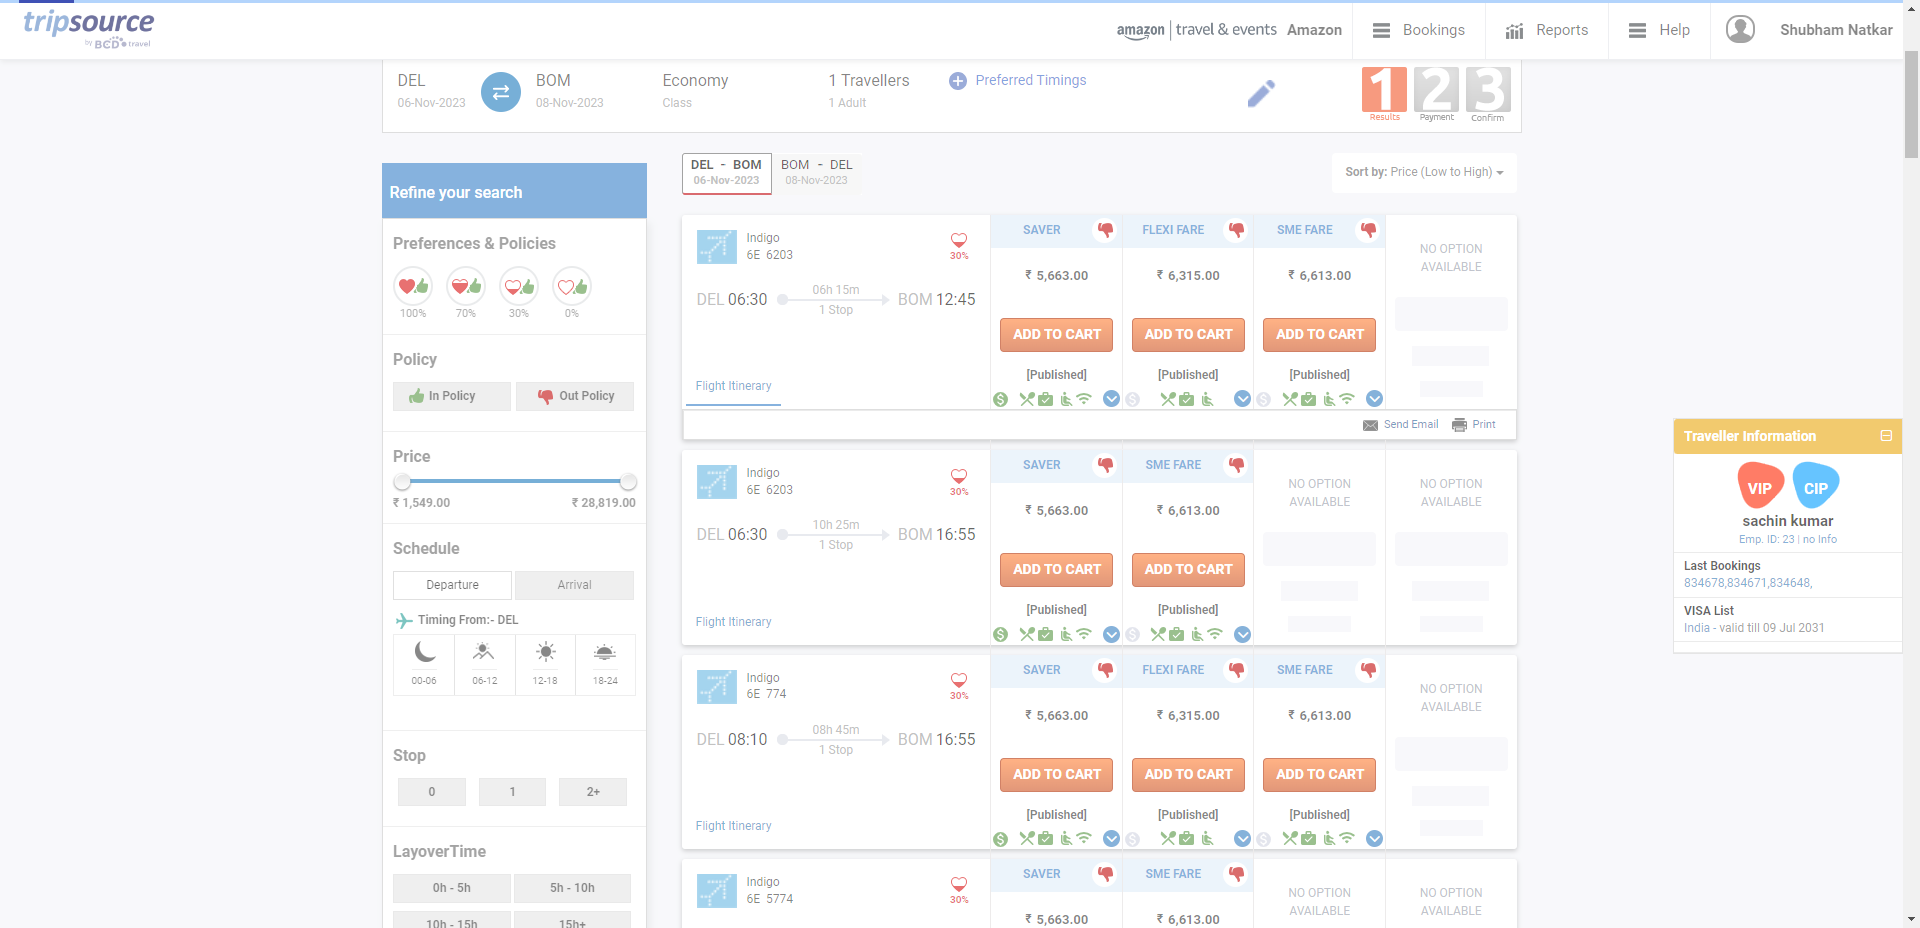 tripsource
by BCD travel
amazon | travel & events Amazon
Bookings
Reports
Help
Shubham Natkar
DEL
06-Nov-2023
BOM
08-Nov-2023
Economy
Class
1 Travellers
1 Adult
Preferred Timings
1 2 3
Results Payment Confirm
Refine your search
Preferences & Policies
100% 70% 30% 0%
Policy
In Policy Out Policy
Price
₹ 1,549.00 ₹ 28,819.00
Schedule
Departure Arrival
Timing From:- DEL
00-06 06-12 12-18 18-24
Stop
0 1 2+
LayoverTime
0h - 5h 5h - 10h
10h - 15h 15h+
DEL - BOM
06-Nov-2023
BOM - DEL
08-Nov-2023
Sort by: Price (Low to High)
Indigo
6E 6203
30%
DEL 06:30
06h 15m
1 Stop
BOM 12:45
Flight Itinerary
SAVER
₹ 5,663.00
ADD TO CART
[Published]
FLEXI FARE
₹ 6,315.00
ADD TO CART
[Published]
SME FARE
₹ 6,613.00
ADD TO CART
[Published]
NO OPTION
AVAILABLE
Send Email Print
Indigo
6E 6203
30%
DEL 06:30
10h 25m
1 Stop
BOM 16:55
Flight Itinerary
SAVER
₹ 5,663.00
ADD TO CART
[Published]
SME FARE
₹ 6,613.00
ADD TO CART
[Published]
NO OPTION
AVAILABLE
NO OPTION
AVAILABLE
Indigo
6E 774
30%
DEL 08:10
08h 45m
1 Stop
BOM 16:55
Flight Itinerary
SAVER
₹ 5,663.00
ADD TO CART
[Published]
FLEXI FARE
₹ 6,315.00
ADD TO CART
[Published]
SME FARE
₹ 6,613.00
ADD TO CART
[Published]
NO OPTION
AVAILABLE
Indigo
6E 5774
30%
SAVER
₹ 5,663.00
SME FARE
₹ 6,613.00
NO OPTION
AVAILABLE
NO OPTION
AVAILABLE
Traveller Information
VIP CIP
sachin kumar
Emp. ID: 23 | no info
Last Bookings
834678,834671,834648,
VISA List
India - valid till 09 Jul 2031